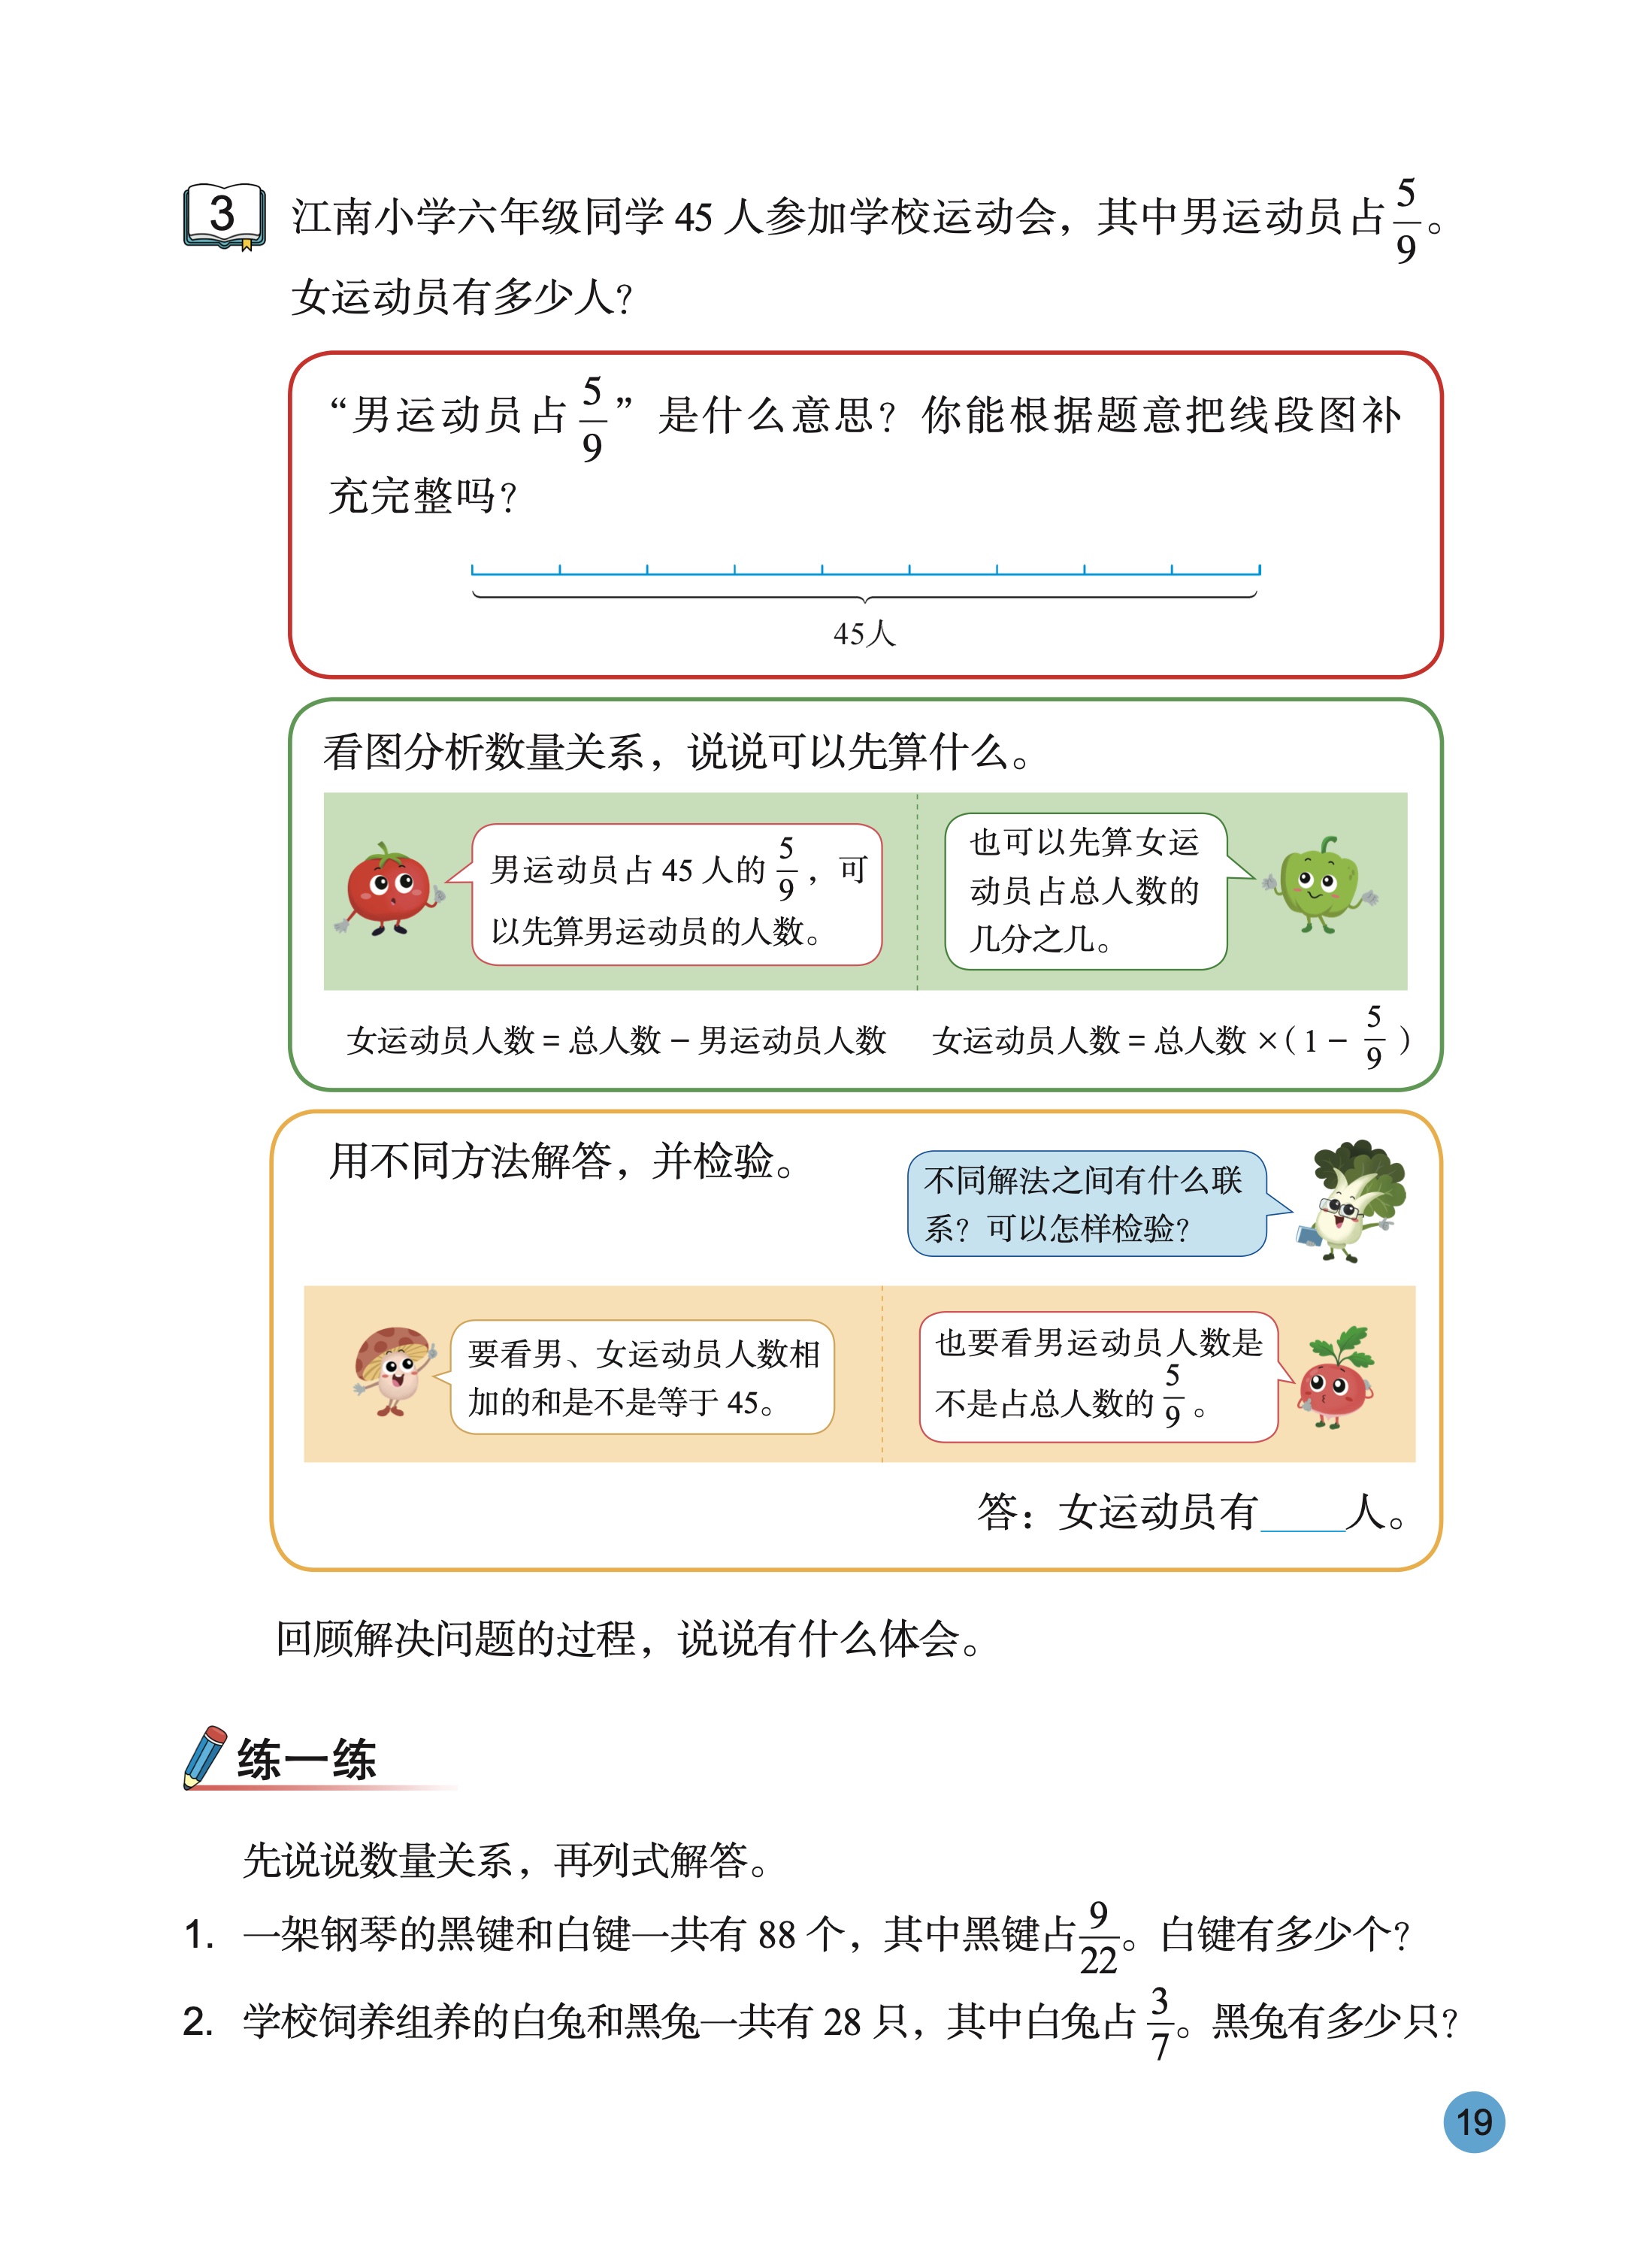 3 江南小学六年级同学 45 人参加学校运动会，其中男运动员占5/9。
女运动员有多少人？
“男运动员占 5/9”是什么意思？你能根据题意把线段图补
充完整吗？
45人
看图分析数量关系，说说可以先算什么。
男运动员占 45 人的 5/9，可
以先算男运动员的人数。
也可以先算女运
动员占总人数的
几分之几。
女运动员人数 = 总人数 − 男运动员人数
女运动员人数 = 总人数 ×（1 − 5/9）
用不同方法解答，并检验。
不同解法之间有什么联
系？可以怎样检验？
要看男、女运动员人数相
加的和是不是等于 45。
也要看男运动员人数是
不是占总人数的 5/9。
答：女运动员有____人。
回顾解决问题的过程，说说有什么体会。
练一练
先说说数量关系，再列式解答。
1. 一架钢琴的黑键和白键一共有 88 个，其中黑键占9/22。白键有多少个？
2. 学校饲养组养的白兔和黑兔一共有 28 只，其中白兔占 3/7。黑兔有多少只？
19